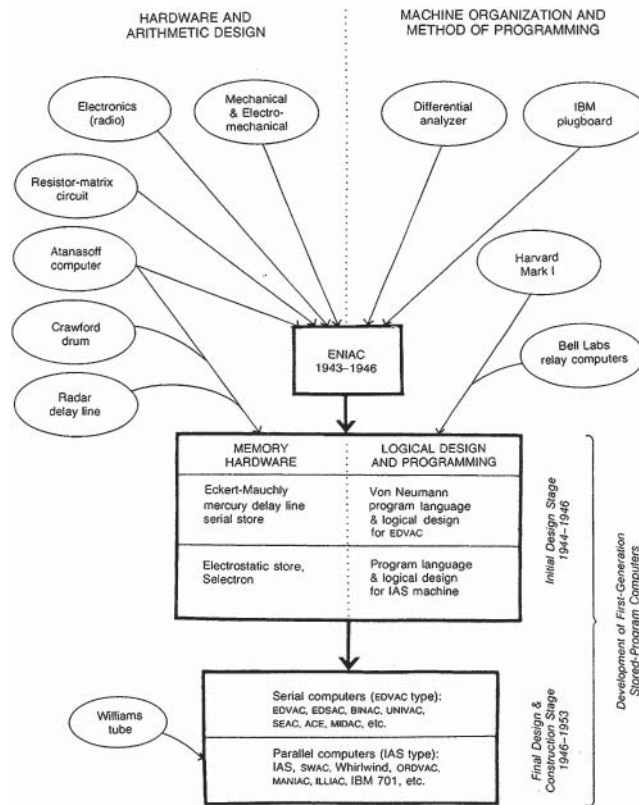 HARDWARE AND
ARITHMETIC DESIGN
MACHINE ORGANIZATION AND
METHOD OF PROGRAMMING
Electronics
(radio)
Mechanical
& Electro-
mechanical
Differential
analyzer
IBM
plugboard
Resistor-matrix
circuit
Atanasoff
computer
Harvard
Mark I
Crawford
drum
ENIAC
1943–1946
Bell Labs
relay computers
Radar
delay line
MEMORY
HARDWARE
LOGICAL DESIGN
AND PROGRAMMING
Eckert-Mauchly
mercury delay line
serial store
Von Neumann
program language
& logical design
for EDVAC
Electrostatic store,
Selectron
Program language
& logical design
for IAS machine
Initial Design Stage
1944–1946
Development of First-Generation
Stored-Program Computers
Serial computers (EDVAC type):
EDVAC, EDSAC, BINAC, UNIVAC,
SEAC, ACE, MIDAC, etc.
Williams
tube
Parallel computers (IAS type):
IAS, SWAC, Whirlwind, ORDVAC,
MANIAC, ILLIAC, IBM 701, etc.
Final Design &
Construction Stage
1946–1953